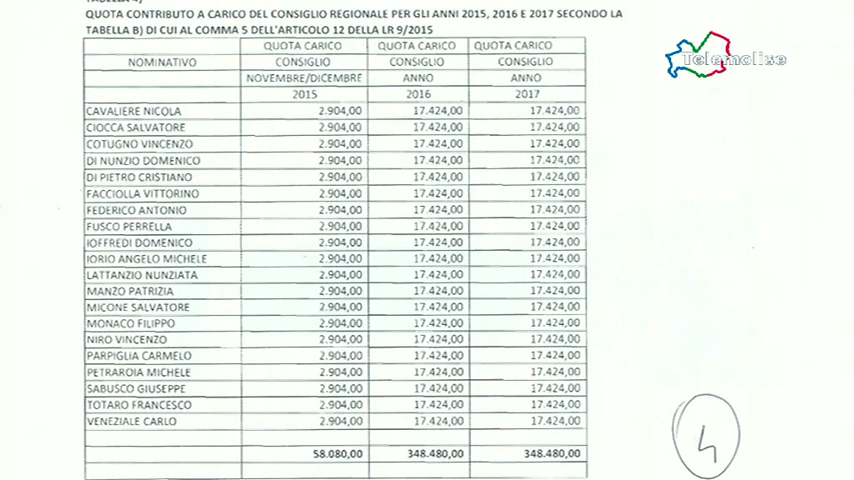 TABELLA 4)
QUOTA CONTRIBUTO A CARICO DEL CONSIGLIO REGIONALE PER GLI ANNI 2015, 2016 E 2017 SECONDO LA
TABELLA B) DI CUI AL COMMA 5 DELL'ARTICOLO 12 DELLA LR 9/2015
Telemolise
QUOTA CARICO QUOTA CARICO QUOTA CARICO
NOMINATIVO CONSIGLIO CONSIGLIO CONSIGLIO
NOVEMBRE/DICEMBRE ANNO ANNO
2015 2016 2017
CAVALIERE NICOLA 2.904,00 17.424,00 17.424,00
CIOCCA SALVATORE 2.904,00 17.424,00 17.424,00
COTUGNO VINCENZO 2.904,00 17.424,00 17.424,00
DI NUNZIO DOMENICO 2.904,00 17.424,00 17.424,00
DI PIETRO CRISTIANO 2.904,00 17.424,00 17.424,00
FACCIOLLA VITTORINO 2.904,00 17.424,00 17.424,00
FEDERICO ANTONIO 2.904,00 17.424,00 17.424,00
FUSCO PERRELLA 2.904,00 17.424,00 17.424,00
IOFFREDI DOMENICO 2.904,00 17.424,00 17.424,00
IORIO ANGELO MICHELE 2.904,00 17.424,00 17.424,00
LATTANZIO NUNZIATA 2.904,00 17.424,00 17.424,00
MANZO PATRIZIA 2.904,00 17.424,00 17.424,00
MICONE SALVATORE 2.904,00 17.424,00 17.424,00
MONACO FILIPPO 2.904,00 17.424,00 17.424,00
NIRO VINCENZO 2.904,00 17.424,00 17.424,00
PARPIGLIA CARMELO 2.904,00 17.424,00 17.424,00
PETRAROIA MICHELE 2.904,00 17.424,00 17.424,00
SABUSCO GIUSEPPE 2.904,00 17.424,00 17.424,00
TOTARO FRANCESCO 2.904,00 17.424,00 17.424,00
VENEZIALE CARLO 2.904,00 17.424,00 17.424,00
58.080,00 348.480,00 348.480,00
4